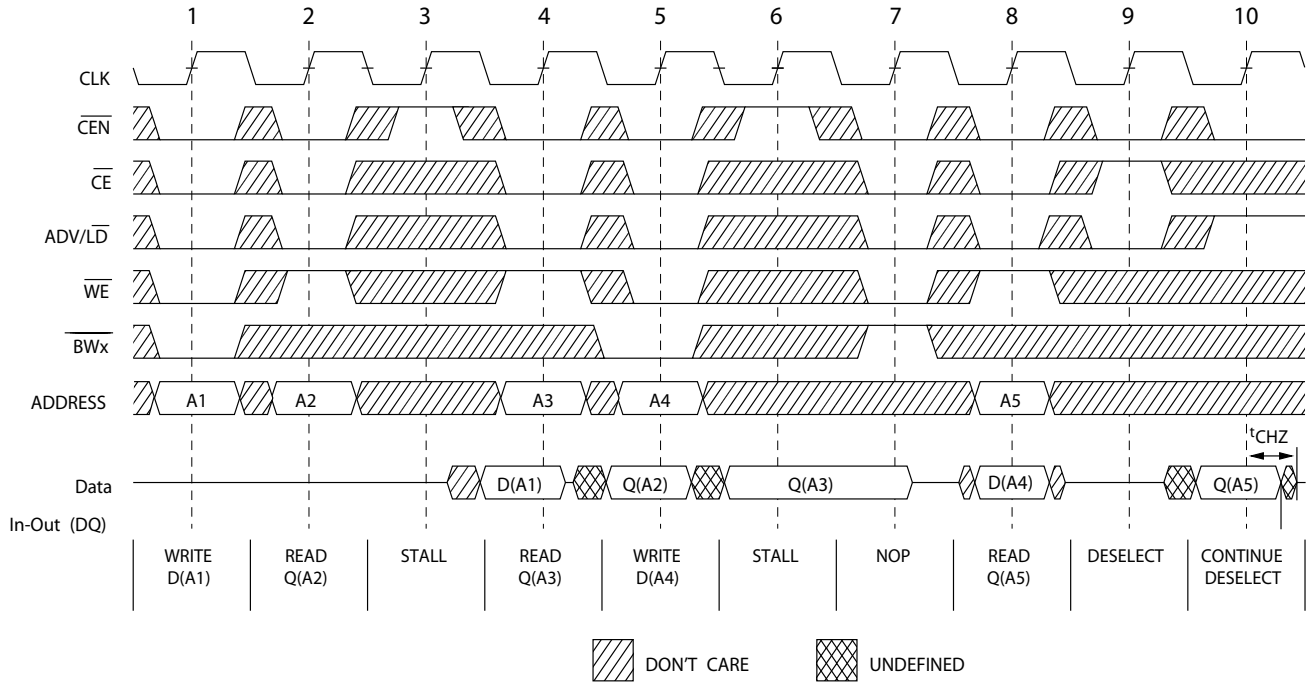 1 2 3 4 5 6 7 8 9 10
CLK
CEN
CE
ADV/LD
WE
BWx
ADDRESS A1 A2 A3 A4 A5
tCHZ
Data D(A1) Q(A2) Q(A3) D(A4) Q(A5)
In-Out (DQ)
WRITE READ STALL READ WRITE STALL NOP READ DESELECT CONTINUE
D(A1) Q(A2) Q(A3) D(A4) Q(A5) DESELECT
DON'T CARE UNDEFINED